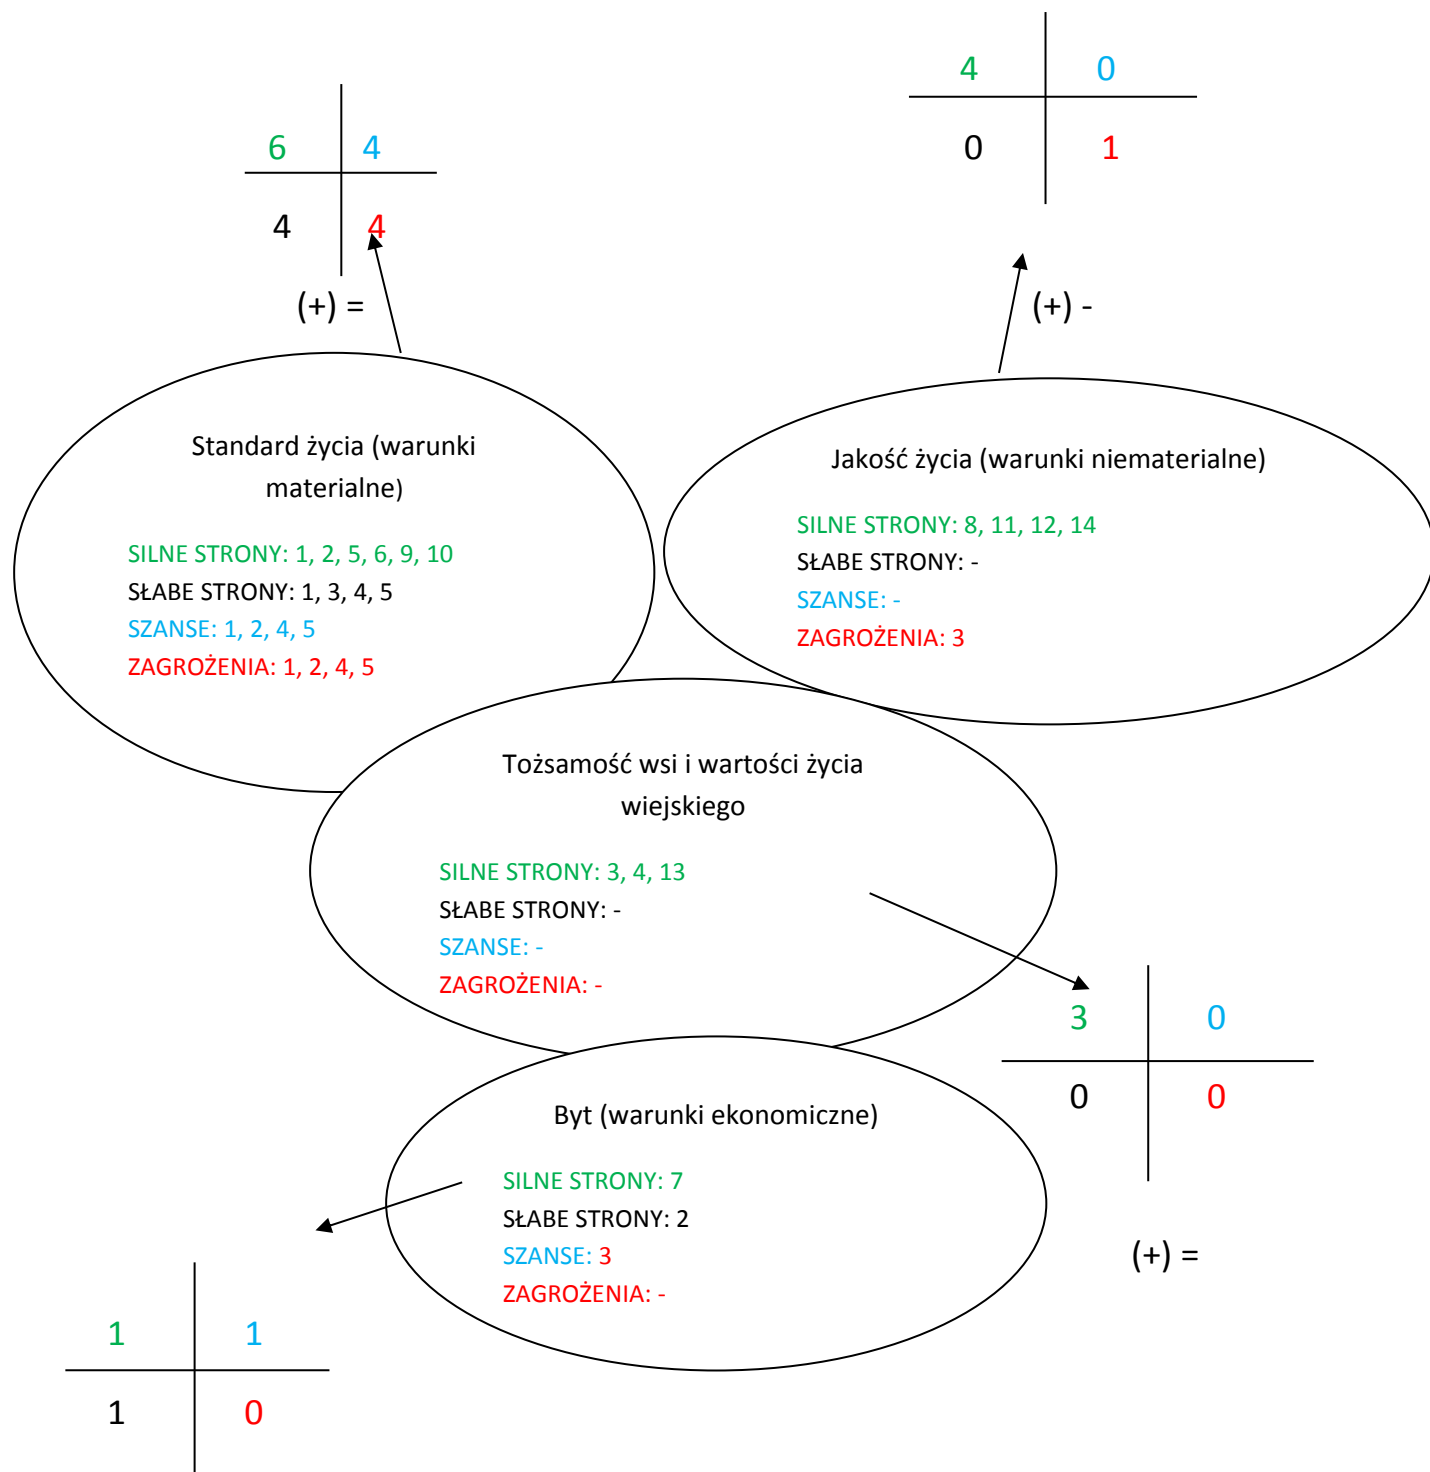 4 0
0 1
6 4
4 4
(+) =
(+) -
Standard życia (warunki
materialne)
SILNE STRONY: 1, 2, 5, 6, 9, 10
SŁABE STRONY: 1, 3, 4, 5
SZANSE: 1, 2, 4, 5
ZAGROŻENIA: 1, 2, 4, 5
Jakość życia (warunki niematerialne)
SILNE STRONY: 8, 11, 12, 14
SŁABE STRONY: -
SZANSE: -
ZAGROŻENIA: 3
Tożsamość wsi i wartości życia
wiejskiego
SILNE STRONY: 3, 4, 13
SŁABE STRONY: -
SZANSE: -
ZAGROŻENIA: -
3 0
0 0
(+) =
Byt (warunki ekonomiczne)
SILNE STRONY: 7
SŁABE STRONY: 2
SZANSE: 3
ZAGROŻENIA: -
1 1
1 0